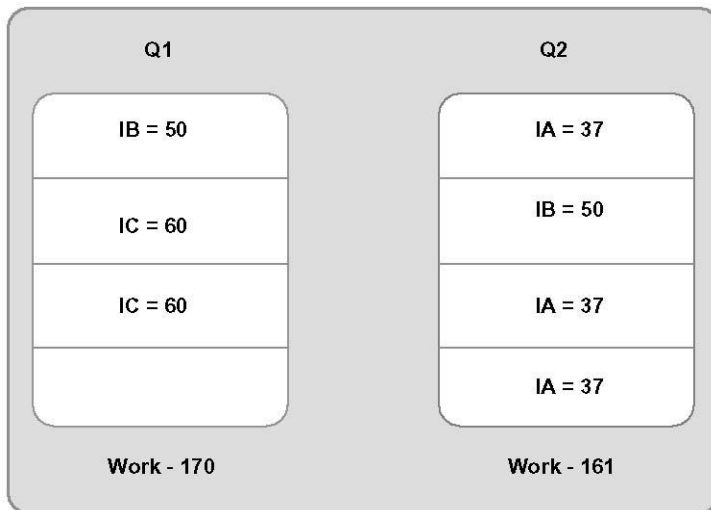 Q1 Q2
IB = 50 IA = 37
IC = 60 IB = 50
IC = 60 IA = 37
IA = 37
Work - 170 Work - 161